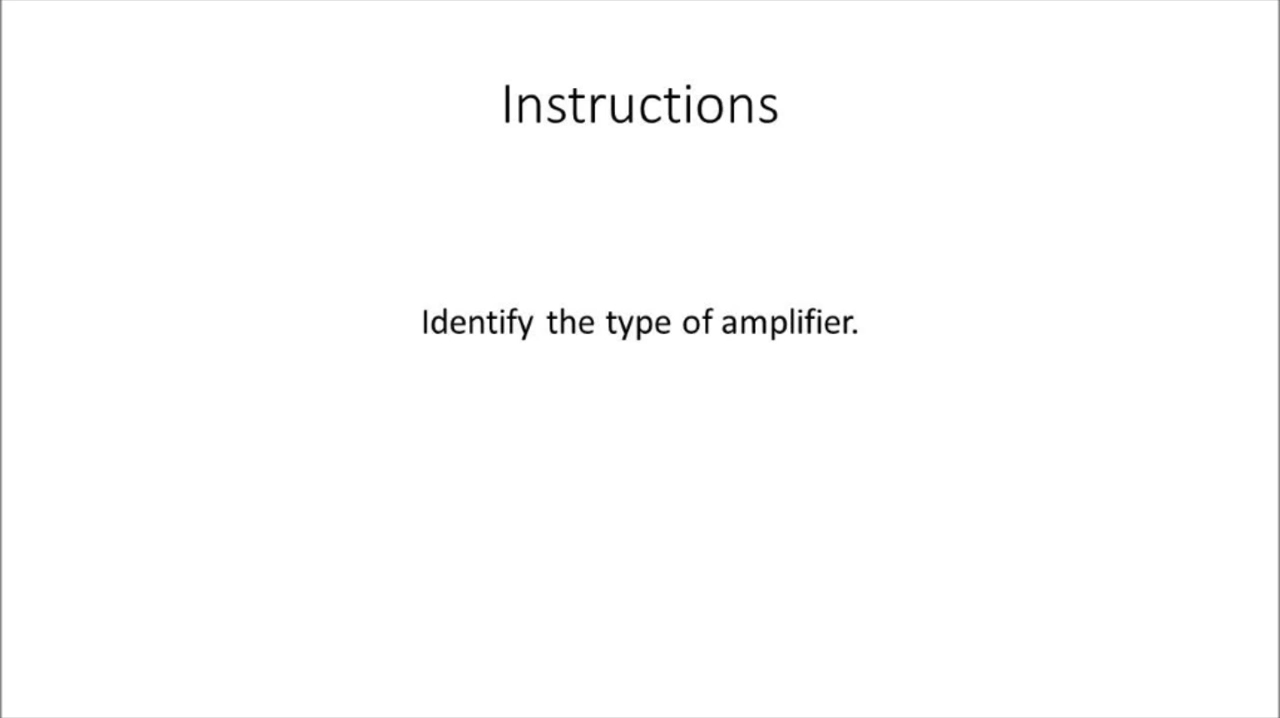 Instructions
Identify the type of amplifier.